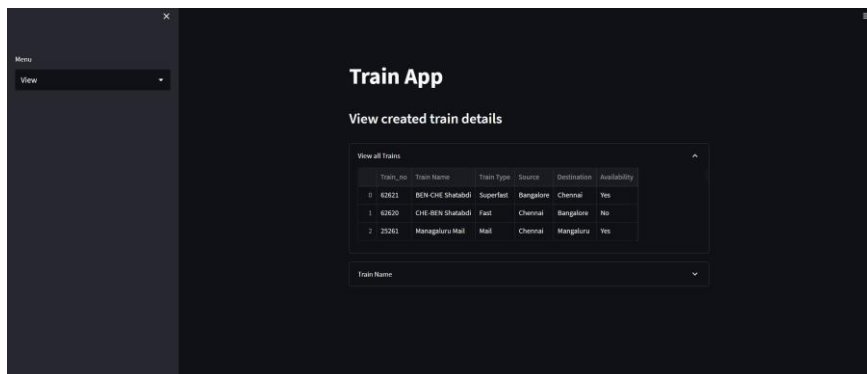 Menu
View
Train App
View created train details
View all Trains
Train_no Train Name Train Type Source Destination Availability
0 62621 BEN-CHE Shatabdi Superfast Bangalore Chennai Yes
1 62620 CHE-BEN Shatabdi Fast Chennai Bangalore No
2 25261 Managaluru Mail Mail Chennai Mangaluru Yes
Train Name